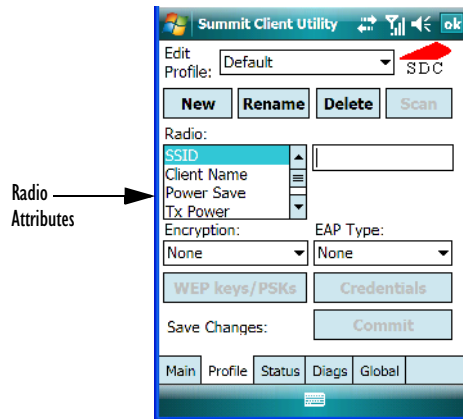 Summit Client Utility ok
Edit Profile: Default
SDC
New Rename Delete Scan
Radio:
SSID
Client Name
Power Save
Tx Power
Radio Attributes
Encryption: EAP Type:
None None
WEP keys/PSKs Credentials
Save Changes: Commit
Main Profile Status Diags Global